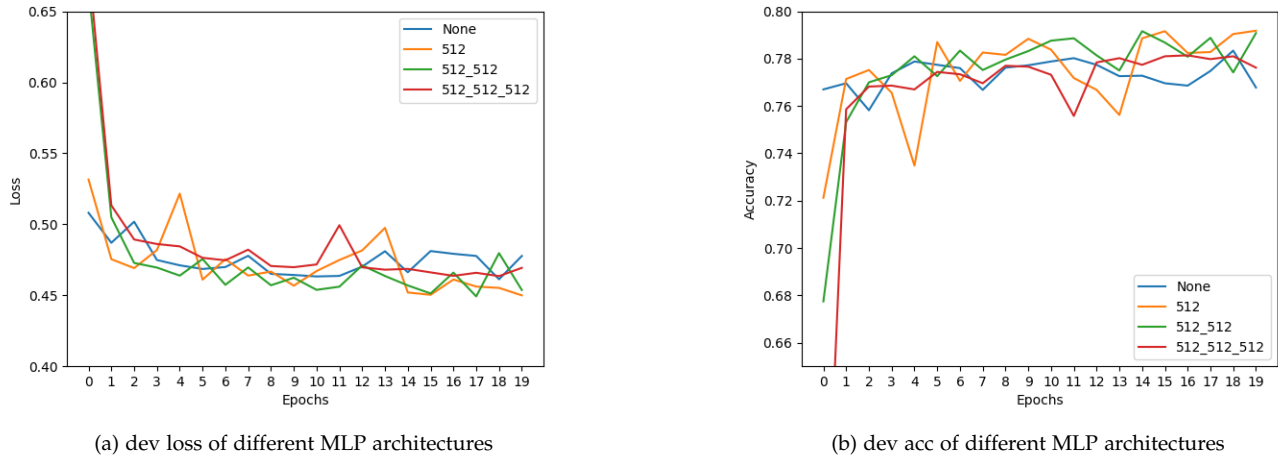 0.65
0.60
0.55
0.50
0.45
0.40
Loss
None
512
512_512
512_512_512
0 1 2 3 4 5 6 7 8 9 10 11 12 13 14 15 16 17 18 19
Epochs
(a) dev loss of different MLP architectures
0.80
0.78
0.76
0.74
0.72
0.70
0.68
0.66
Accuracy
None
512
512_512
512_512_512
0 1 2 3 4 5 6 7 8 9 10 11 12 13 14 15 16 17 18 19
Epochs
(b) dev acc of different MLP architectures